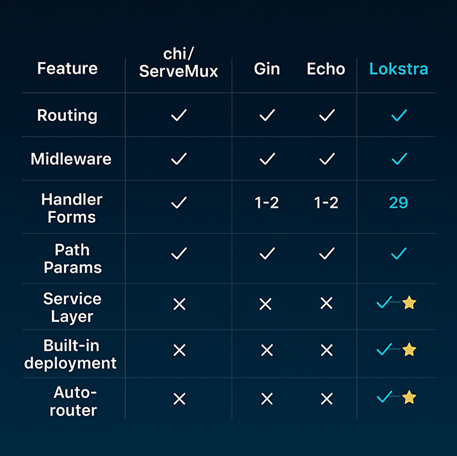 Feature chi/ServeMux Gin Echo Lokstra
Routing ✓ ✓ ✓ ✓
Midleware ✓ ✓ ✓ ✓
Handler Forms ✓ 1-2 1-2 29
Path Params ✓ ✓ ✓ ✓
Service Layer ✕ ✕ ✕ ✓
Built-in deployment ✕ ✕ ✕ ✓
Auto-router ✕ ✕ ✕ ✓